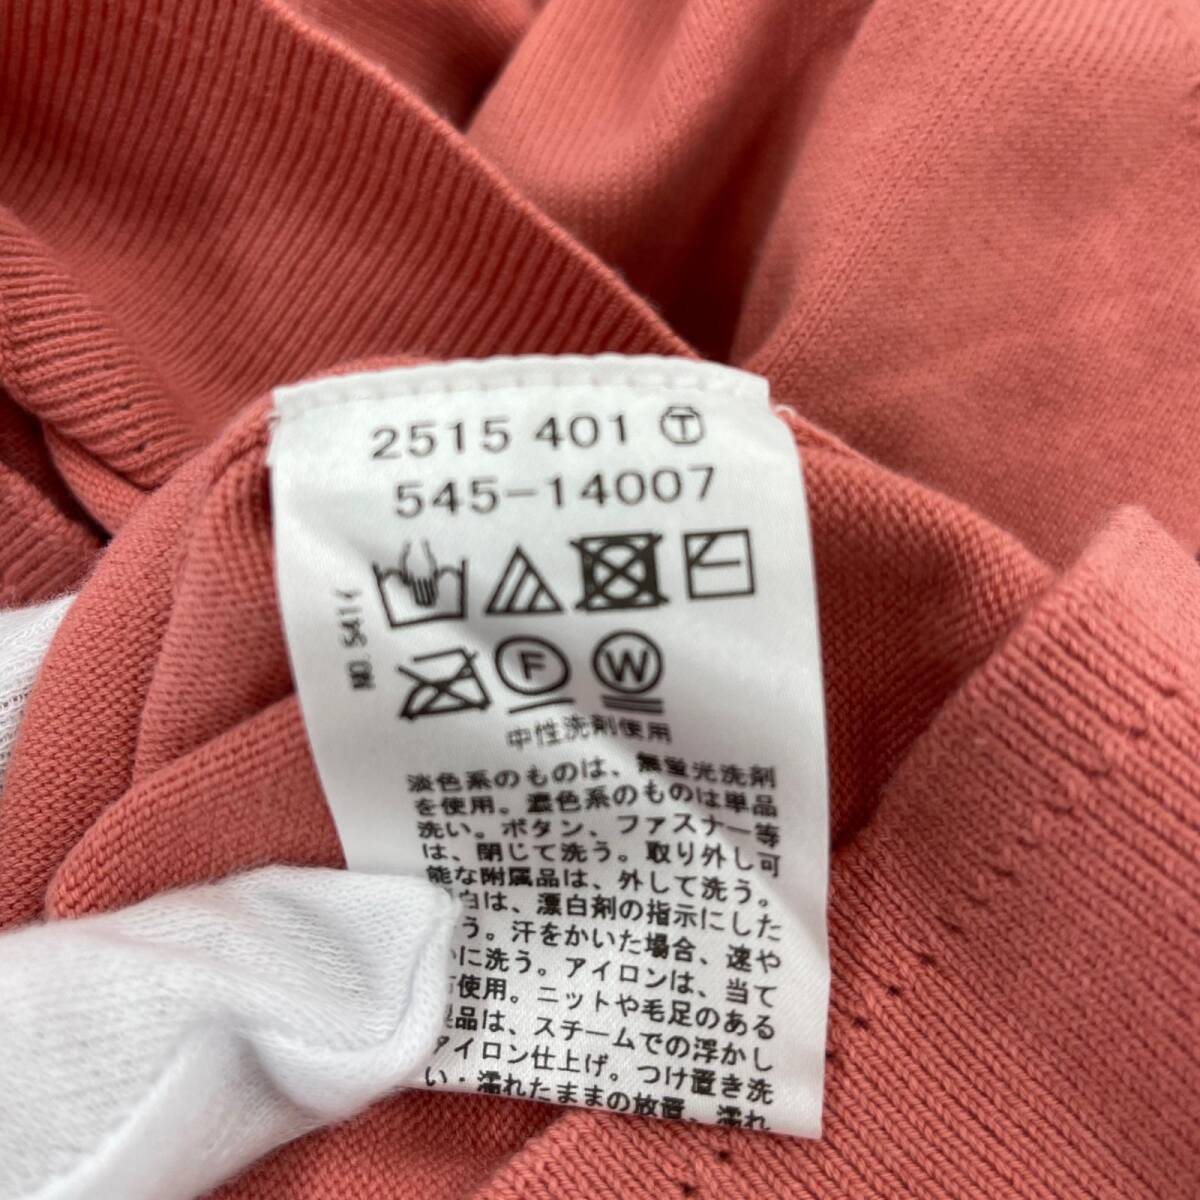 2515 401 Ⓣ
545-14007
F
W
中性洗剤使用
淡色系のものは、無蛍光洗剤
を使用。濃色系のものは単品
洗い。ボタン、ファスナー等
は、閉じて洗う。取り外し可
能な附属品は、外して洗う。
白は、漂白剤の指示にした
う。汗をかいた場合、速や
に洗う。アイロンは、当て
使用。ニットや毛足のある
製品は、スチームでの浮かし
アイロン仕上げ。つけ置き洗
い・濡れたままの放置、濡れ